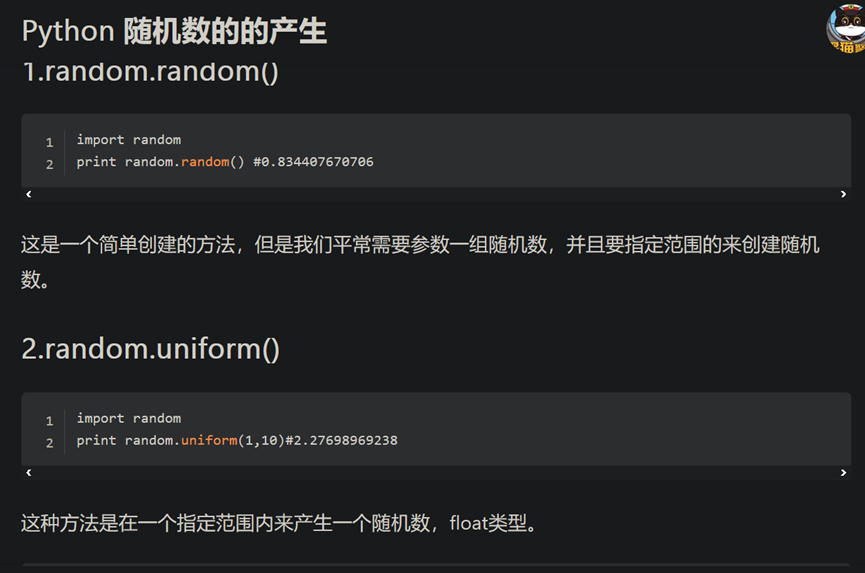 Python 随机数的的产生
1.random.random()
1 import random
2 print random.random() #0.834407670706
这是一个简单创建的方法，但是我们平常需要参数一组随机数，并且要指定范围的来创建随机
数。
2.random.uniform()
1 import random
2 print random.uniform(1,10)#2.27698969238
这种方法是在一个指定范围内来产生一个随机数，float类型。